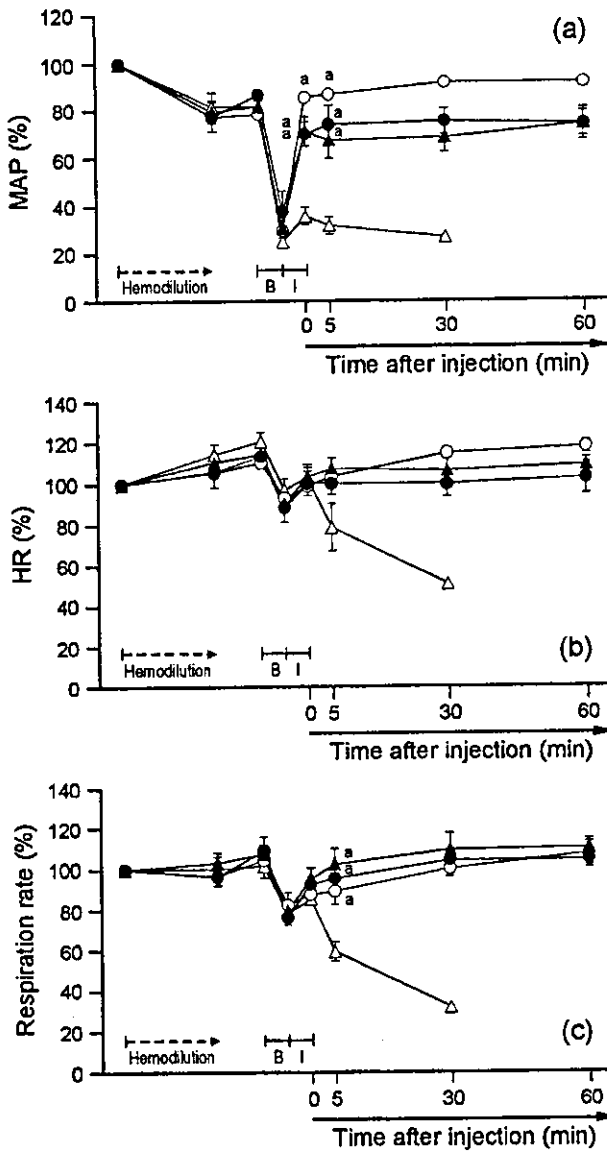 120
(a)
100
a a
80
a a
a a
60
MAP (%)
40
20
Hemodilution B I
0
0 5 30 60
Time after injection (min)
140
120
100
80
HR (%)
60
40
20
Hemodilution B I
(b)
0
0 5 30 60
Time after injection (min)
140
120
a
100
a
a
80
Respiration rate (%)
60
40
20
Hemodilution B I
(c)
0
0 5 30 60
Time after injection (min)